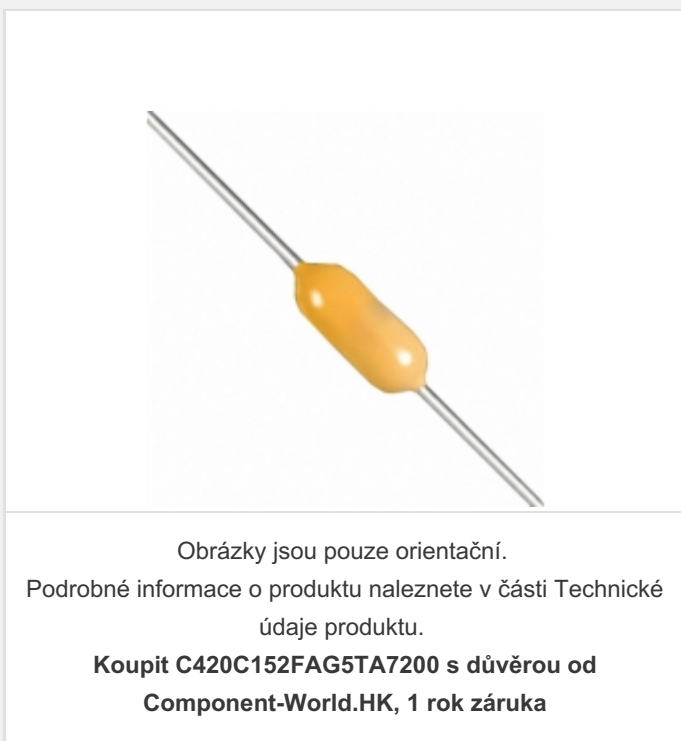 Obrázky jsou pouze orientační.
Podrobné informace o produktu naleznete v části Technické
údaje produktu.
Koupit C420C152FAG5TA7200 s důvěrou od
Component-World.HK, 1 rok záruka